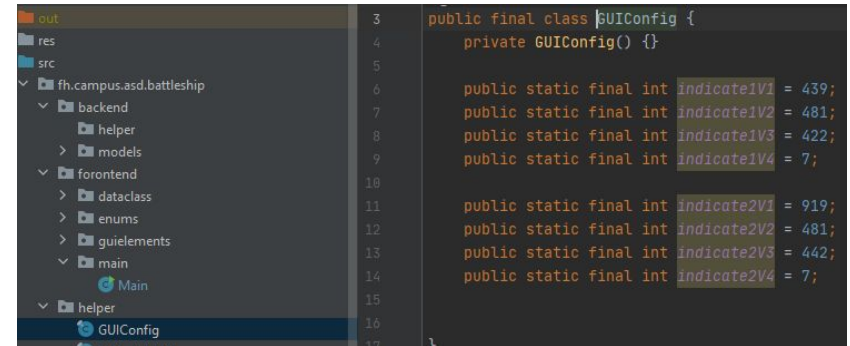 out
res
src
fh.campus.asd.battleship
backend
helper
models
forontend
dataclass
enums
guielements
main
Main
helper
GUIConfig
3 public final class GUIConfig {
4 private GUIConfig() {}
5
6 public static final int indicate1V1 = 439;
7 public static final int indicate1V2 = 481;
8 public static final int indicate1V3 = 422;
9 public static final int indicate1V4 = 7;
10
11 public static final int indicate2V1 = 919;
12 public static final int indicate2V2 = 481;
13 public static final int indicate2V3 = 442;
14 public static final int indicate2V4 = 7;
15
16
17 }